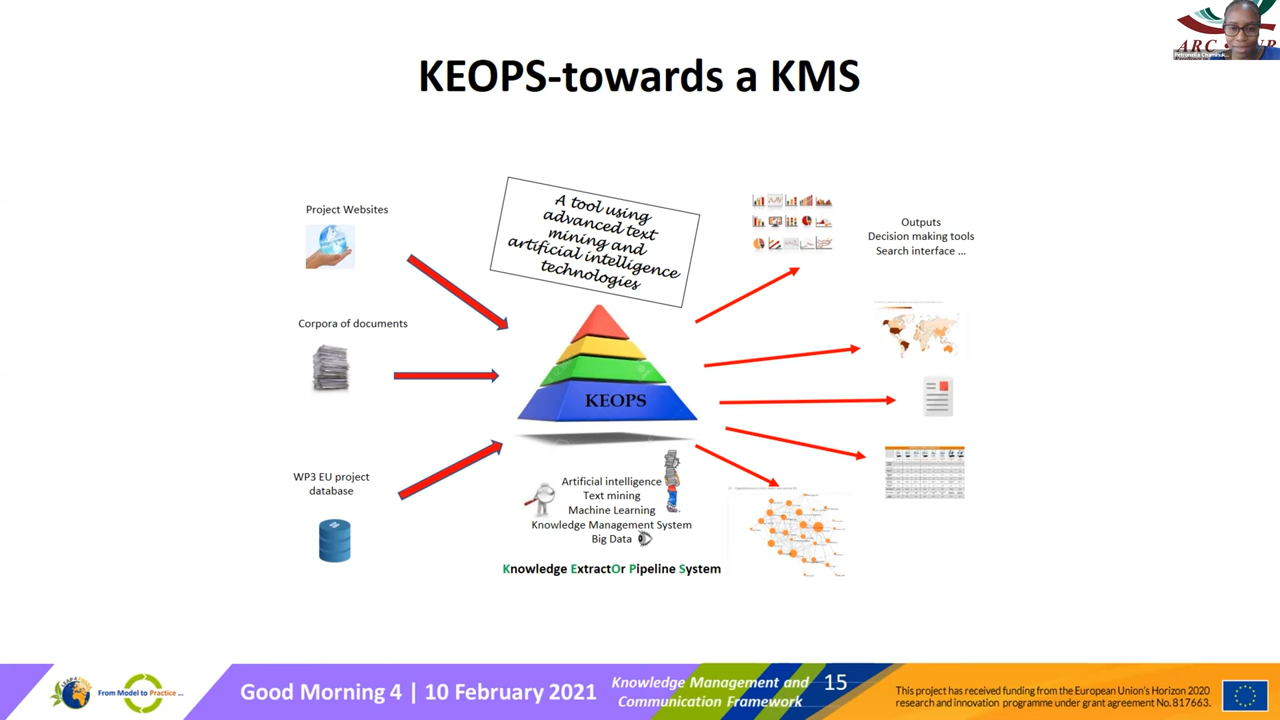 KEOPS-towards a KMS
Project Websites
A tool using
advanced text
mining and
artificial intelligence
technologies
Outputs
Decision making tools
Search interface ...
Corpora of documents
KEOPS
WP3 EU project
database
Artificial intelligence
Text mining
Machine Learning
Knowledge Management System
Big Data
Knowledge ExtractOr Pipeline System
From Model to Practice ...
Good Morning 4 | 10 February 2021
Knowledge Management and
Communication Framework
15
This project has received funding from the European Union's Horizon 2020
research and innovation programme under grant agreement No. 817663.